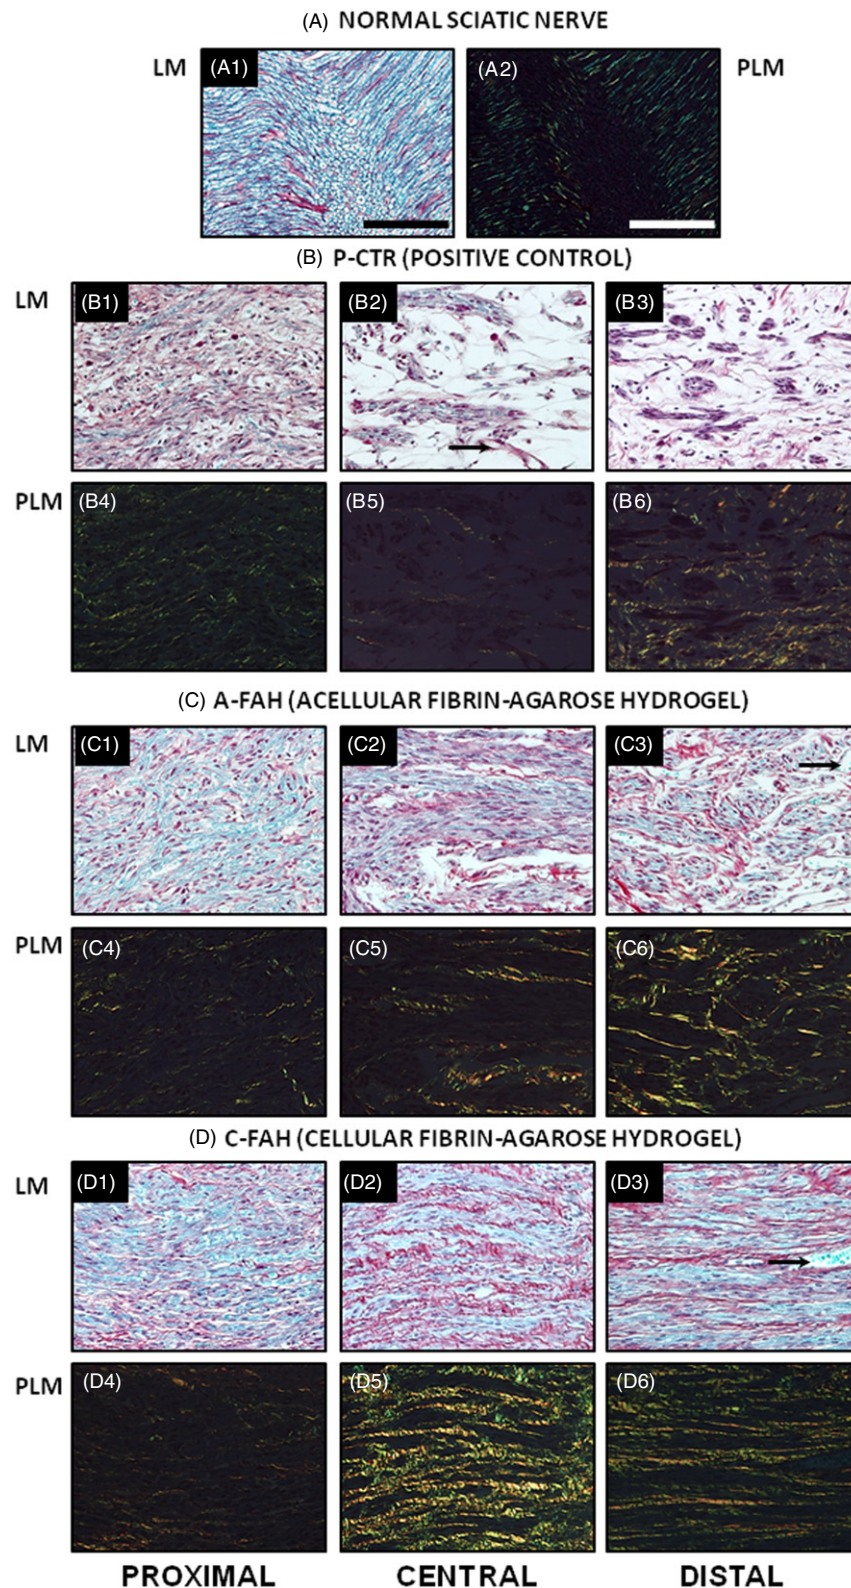 (A) NORMAL SCIATIC NERVE
LM (A1) (A2) PLM
(B) P-CTR (POSITIVE CONTROL)
LM (B1) (B2) (B3)
PLM (B4) (B5) (B6)
(C) A-FAH (ACELLULAR FIBRIN-AGAROSE HYDROGEL)
LM (C1) (C2) (C3)
PLM (C4) (C5) (C6)
(D) C-FAH (CELLULAR FIBRIN-AGAROSE HYDROGEL)
LM (D1) (D2) (D3)
PLM (D4) (D5) (D6)
PROXIMAL CENTRAL DISTAL